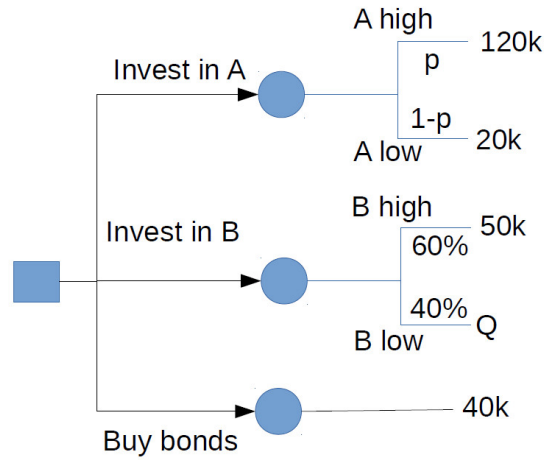 A high
120k
Invest in A
p
1-p
A low
20k
B high
50k
Invest in B
60%
40%
Q
B low
40k
Buy bonds